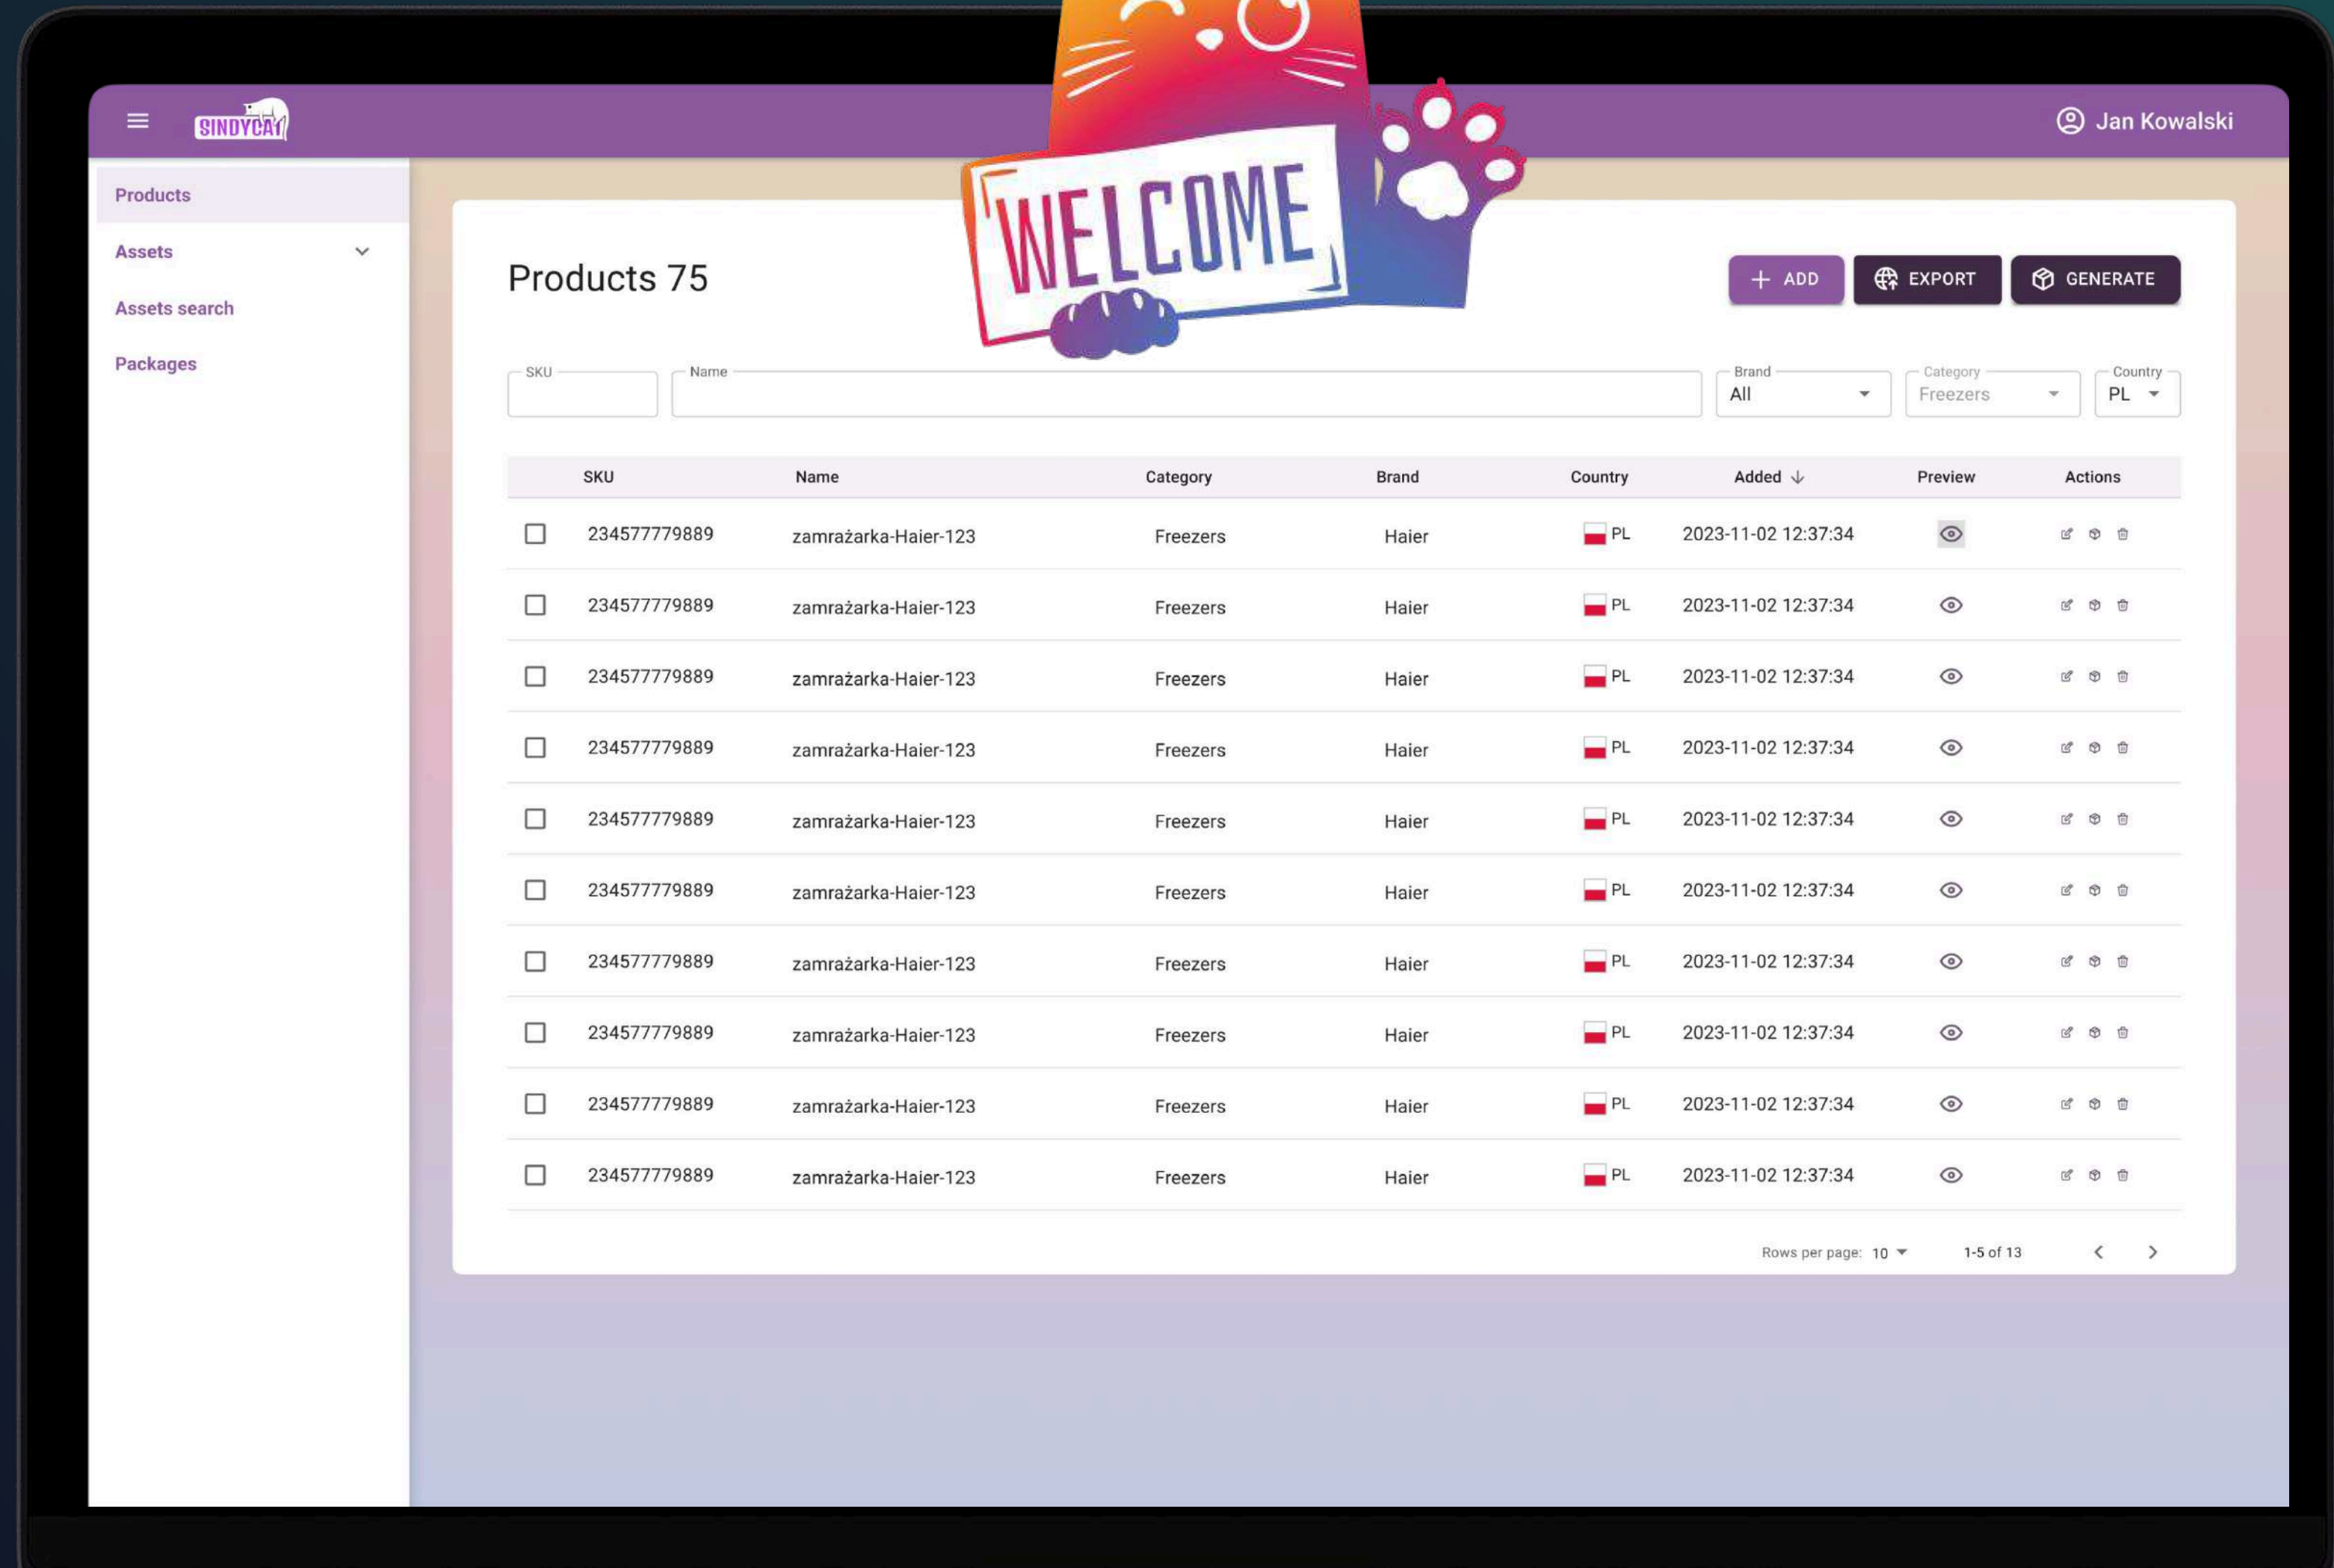 SINDYCAT
Jan Kowalski
WELCOME
Products
Assets
Assets search
Packages
Products 75
ADD
EXPORT
GENERATE
SKU
Name
Brand
All
Category
Freezers
Country
PL
SKU Name Category Brand Country Added Preview Actions
234577779889 zamrażarka-Haier-123 Freezers Haier PL 2023-11-02 12:37:34
234577779889 zamrażarka-Haier-123 Freezers Haier PL 2023-11-02 12:37:34
234577779889 zamrażarka-Haier-123 Freezers Haier PL 2023-11-02 12:37:34
234577779889 zamrażarka-Haier-123 Freezers Haier PL 2023-11-02 12:37:34
234577779889 zamrażarka-Haier-123 Freezers Haier PL 2023-11-02 12:37:34
234577779889 zamrażarka-Haier-123 Freezers Haier PL 2023-11-02 12:37:34
234577779889 zamrażarka-Haier-123 Freezers Haier PL 2023-11-02 12:37:34
234577779889 zamrażarka-Haier-123 Freezers Haier PL 2023-11-02 12:37:34
234577779889 zamrażarka-Haier-123 Freezers Haier PL 2023-11-02 12:37:34
234577779889 zamrażarka-Haier-123 Freezers Haier PL 2023-11-02 12:37:34
Rows per page: 10 1-5 of 13